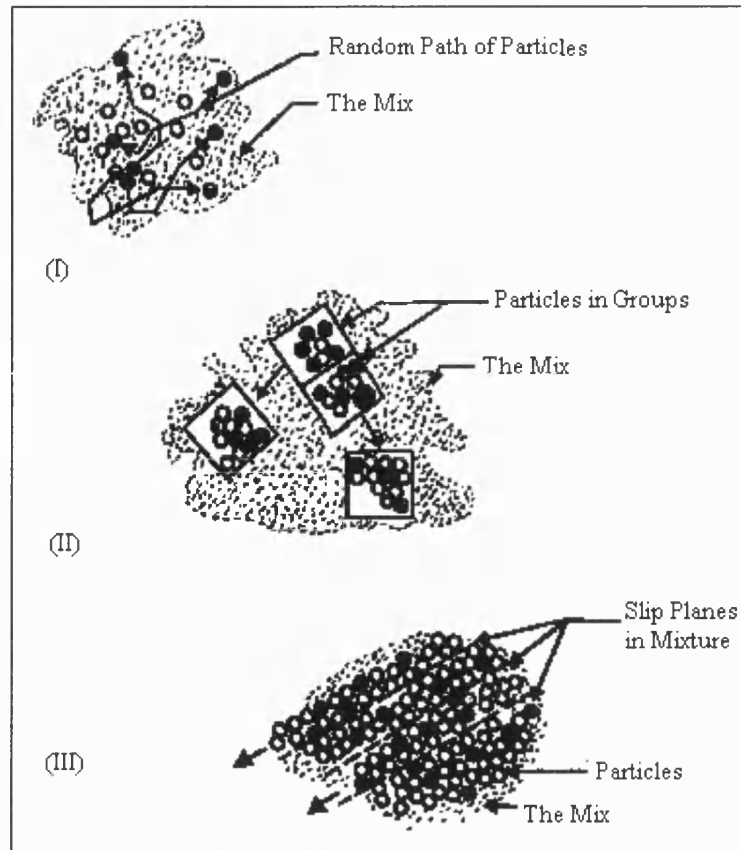 Random Path of Particles
The Mix
(I)
Particles in Groups
The Mix
(II)
Slip Planes
in Mixture
(III)
Particles
The Mix